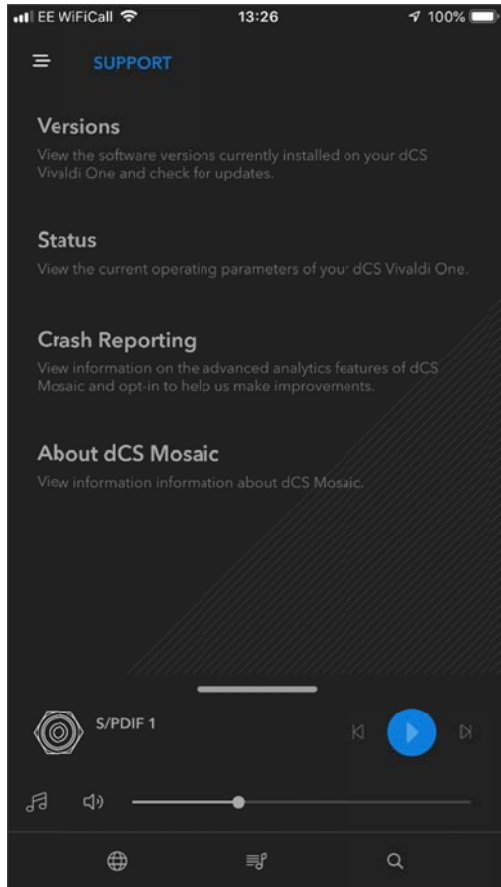 EE WiFiCall 13:26 100%
SUPPORT
Versions
View the software versions currently installed on your dCS
Vivaldi One and check for updates.
Status
View the current operating parameters of your dCS Vivaldi One.
Crash Reporting
View information on the advanced analytics features of dCS
Mosaic and opt-in to help us make improvements.
About dCS Mosaic
View information information about dCS Mosaic.
S/PDIF 1